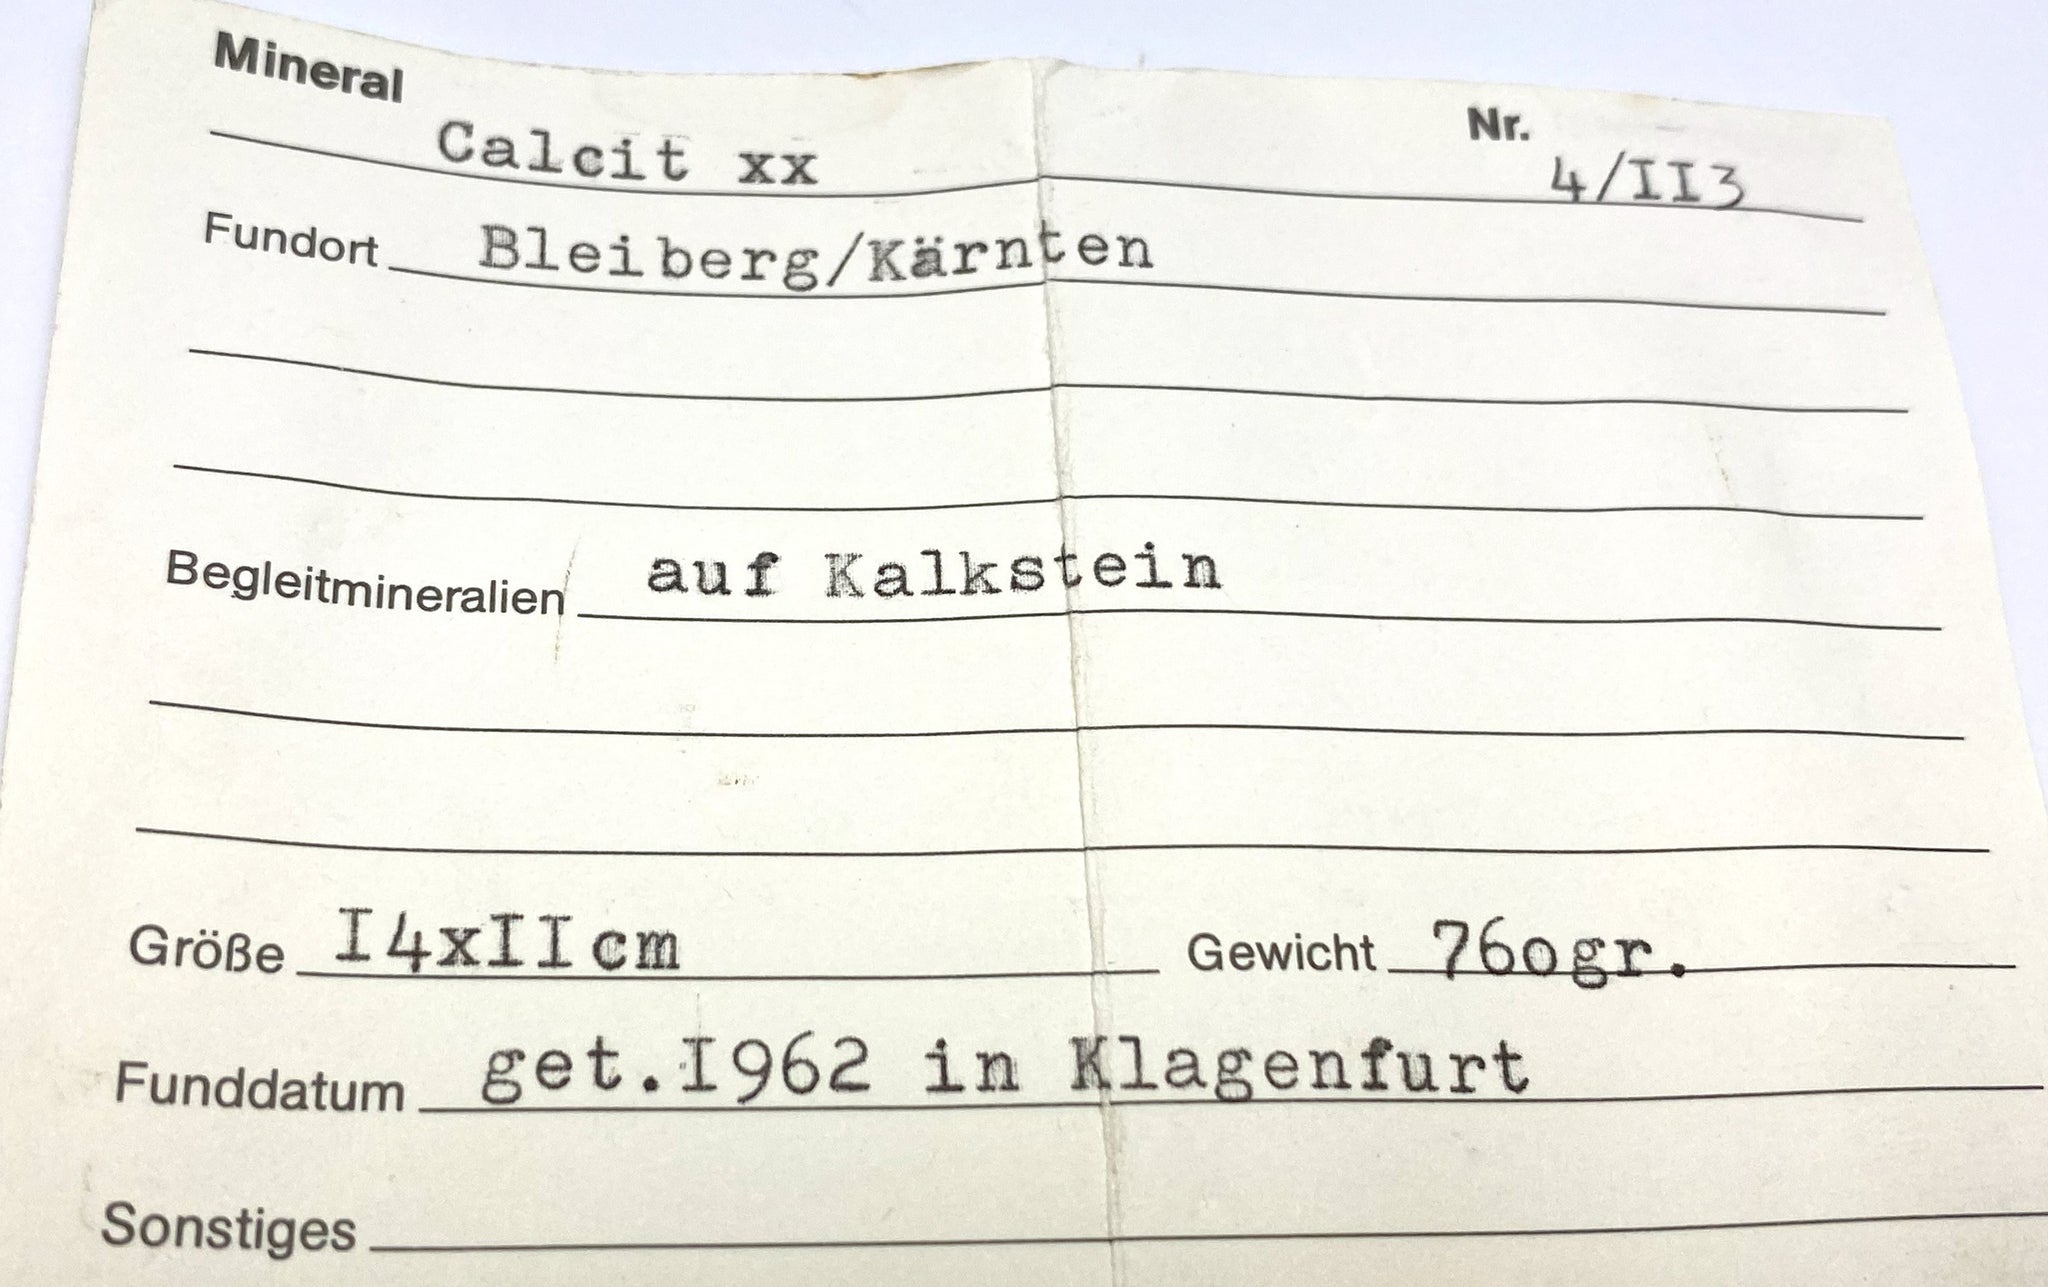 Mineral
Calcit xx
Nr.
4/II3
Fundort Bleiberg/Kärnten
Begleitmineralien auf Kalkstein
Größe I4xIIcm Gewicht 76ogr.
Funddatum get.I962 in Klagenfurt
Sonstiges